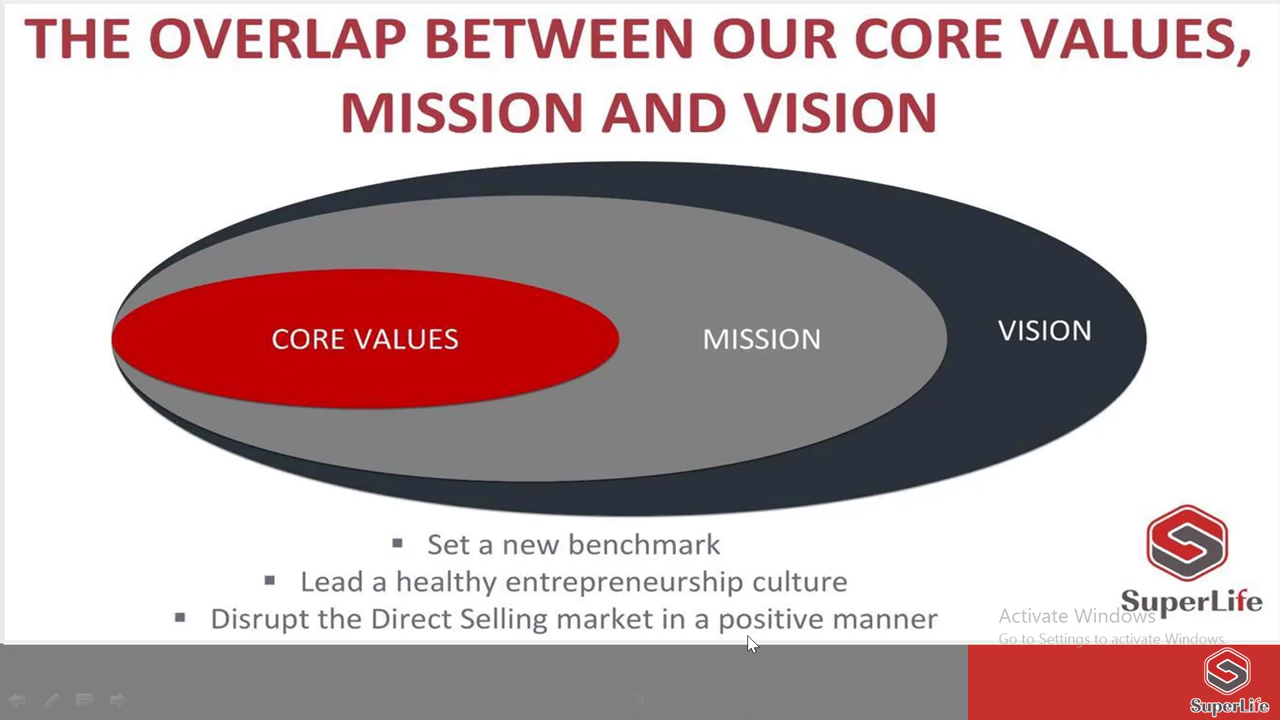 THE OVERLAP BETWEEN OUR CORE VALUES,
MISSION AND VISION
CORE VALUES
MISSION
VISION
▪ Set a new benchmark
▪ Lead a healthy entrepreneurship culture
▪ Disrupt the Direct Selling market in a positive manner
SuperLife
Activate Windows
Go to Settings to activate Windows.
9
SuperLife